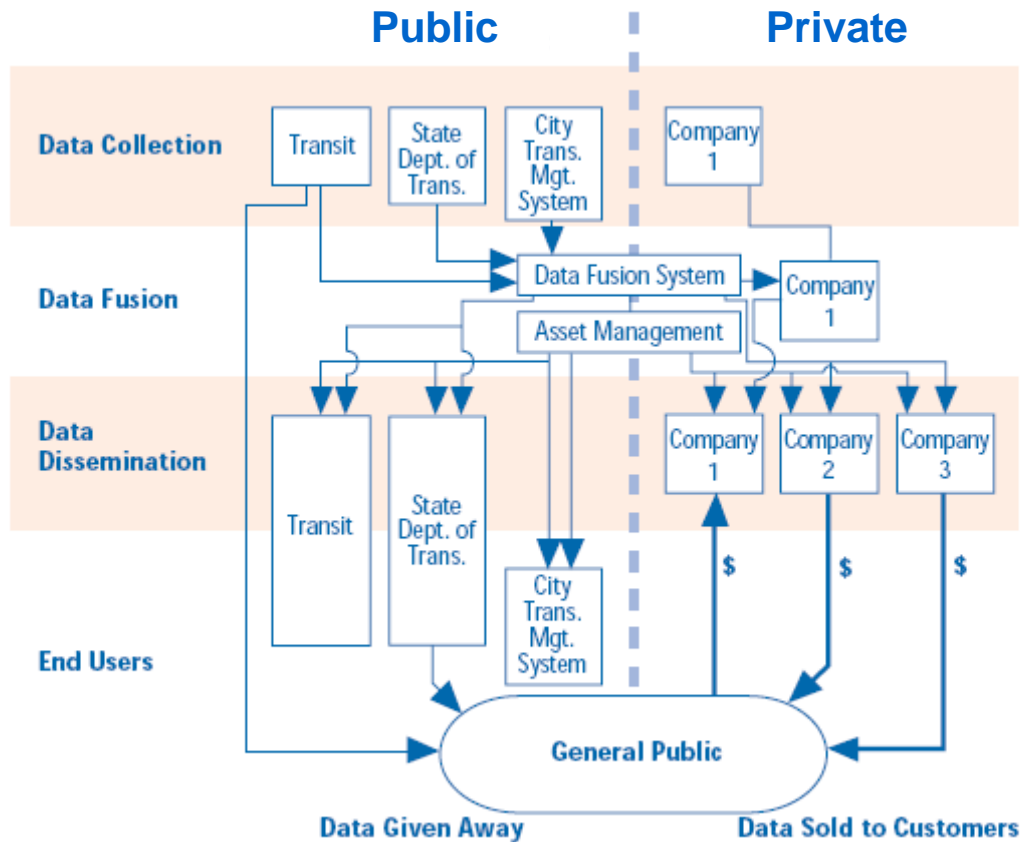 Public
Private
Data Collection
Transit
State
Dept. of
Trans.
City
Trans.
Mgt.
System
Company
1
Data Fusion
Data Fusion System
Company
1
Asset Management
Data
Dissemination
Transit
State
Dept. of
Trans.
Company
1
Company
2
Company
3
City
Trans.
Mgt.
System
$
$
$
End Users
General Public
Data Given Away
Data Sold to Customers